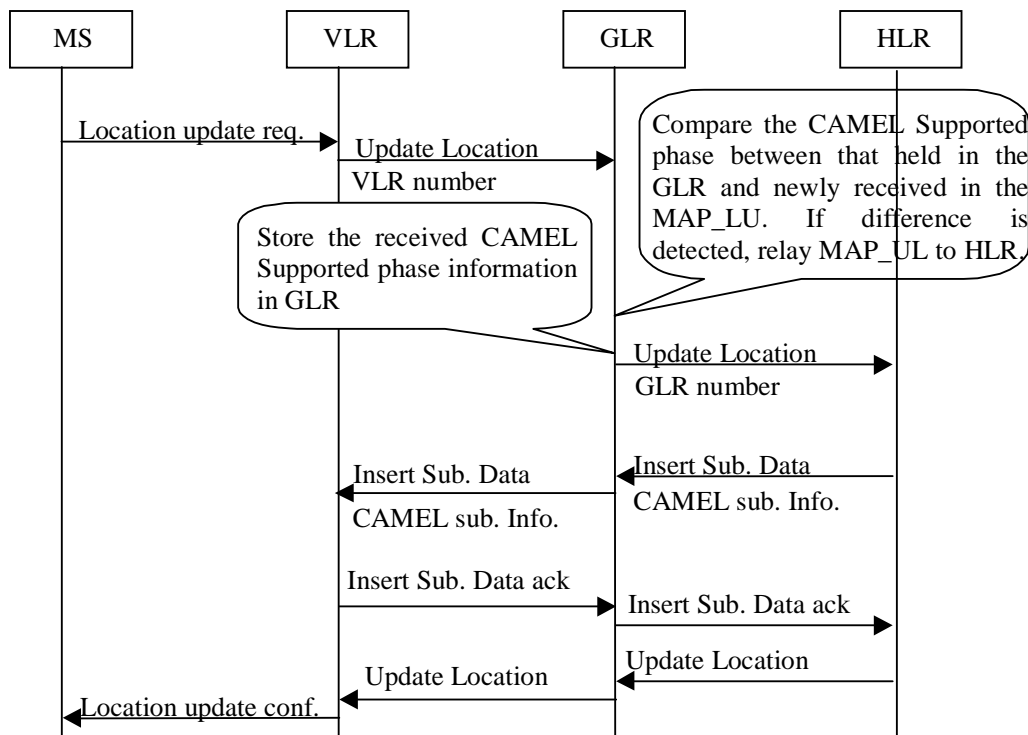 MS
VLR
GLR
HLR
Location update req.
Update Location
VLR number
Compare the CAMEL Supported
phase between that held in the
GLR and newly received in the
MAP_LU. If difference is
detected, relay MAP_UL to HLR.
Store the received CAMEL
Supported phase information
in GLR
Update Location
GLR number
Insert Sub. Data
CAMEL sub. Info.
Insert Sub. Data
CAMEL sub. Info.
Insert Sub. Data ack
Insert Sub. Data ack
Update Location
Update Location
Location update conf.